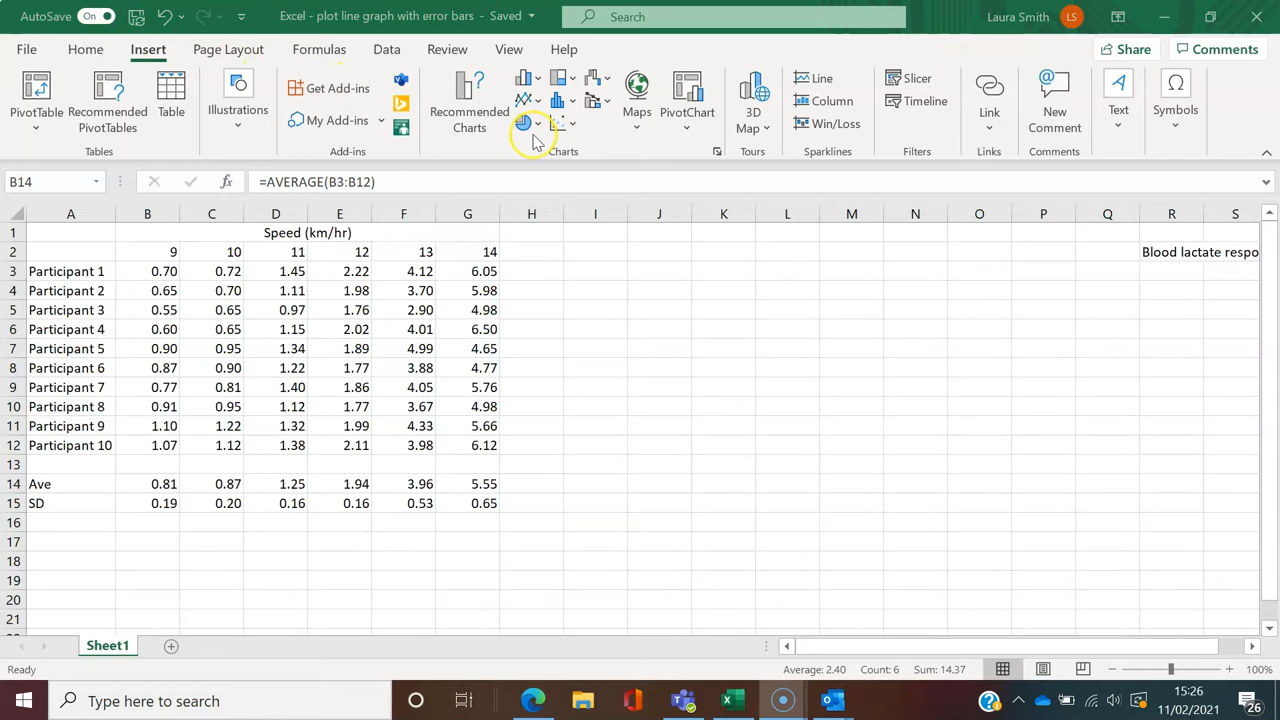 AutoSave On Excel - plot line graph with error bars - Saved Search Laura Smith LS
File Home Insert Page Layout Formulas Data Review View Help Share Comments
PivotTable
Recommended PivotTables
Table
Tables
Illustrations
Get Add-ins
My Add-ins
Add-ins
Recommended Charts
Maps
PivotChart
Charts
3D Map
Tours
Line
Column
Win/Loss
Sparklines
Slicer
Timeline
Filters
Link
Links
New Comment
Comments
Text
Symbols
B14 fx =AVERAGE(B3:B12)
A B C D E F G H I J K L M N O P Q R S
1 Speed (km/hr)
2 9 10 11 12 13 14 Blood lactate respo
3 Participant 1 0.70 0.72 1.45 2.22 4.12 6.05
4 Participant 2 0.65 0.70 1.11 1.98 3.70 5.98
5 Participant 3 0.55 0.65 0.97 1.76 2.90 4.98
6 Participant 4 0.60 0.65 1.15 2.02 4.01 6.50
7 Participant 5 0.90 0.95 1.34 1.89 4.99 4.65
8 Participant 6 0.87 0.90 1.22 1.77 3.88 4.77
9 Participant 7 0.77 0.81 1.40 1.86 4.05 5.76
10 Participant 8 0.91 0.95 1.12 1.77 3.67 4.98
11 Participant 9 1.10 1.22 1.32 1.99 4.33 5.66
12 Participant 10 1.07 1.12 1.38 2.11 3.98 6.12
13
14 Ave 0.81 0.87 1.25 1.94 3.96 5.55
15 SD 0.19 0.20 0.16 0.16 0.53 0.65
16
17
18
19
20
21
Sheet1
Ready Average: 2.40 Count: 6 Sum: 14.37 100%
Type here to search 15:26
11/02/2021 26